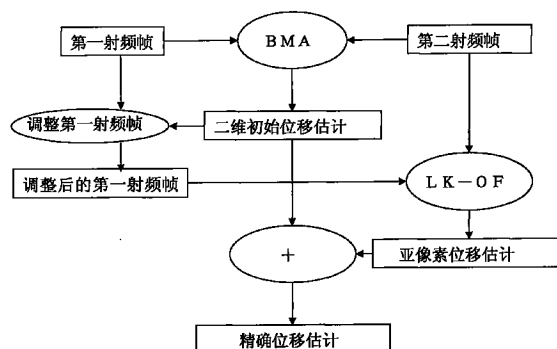 第一射频帧
BMA
第二射频帧
调整第一射频帧
二维初始位移估计
调整后的第一射频帧
LK-OF
+
亚像素位移估计
精确位移估计